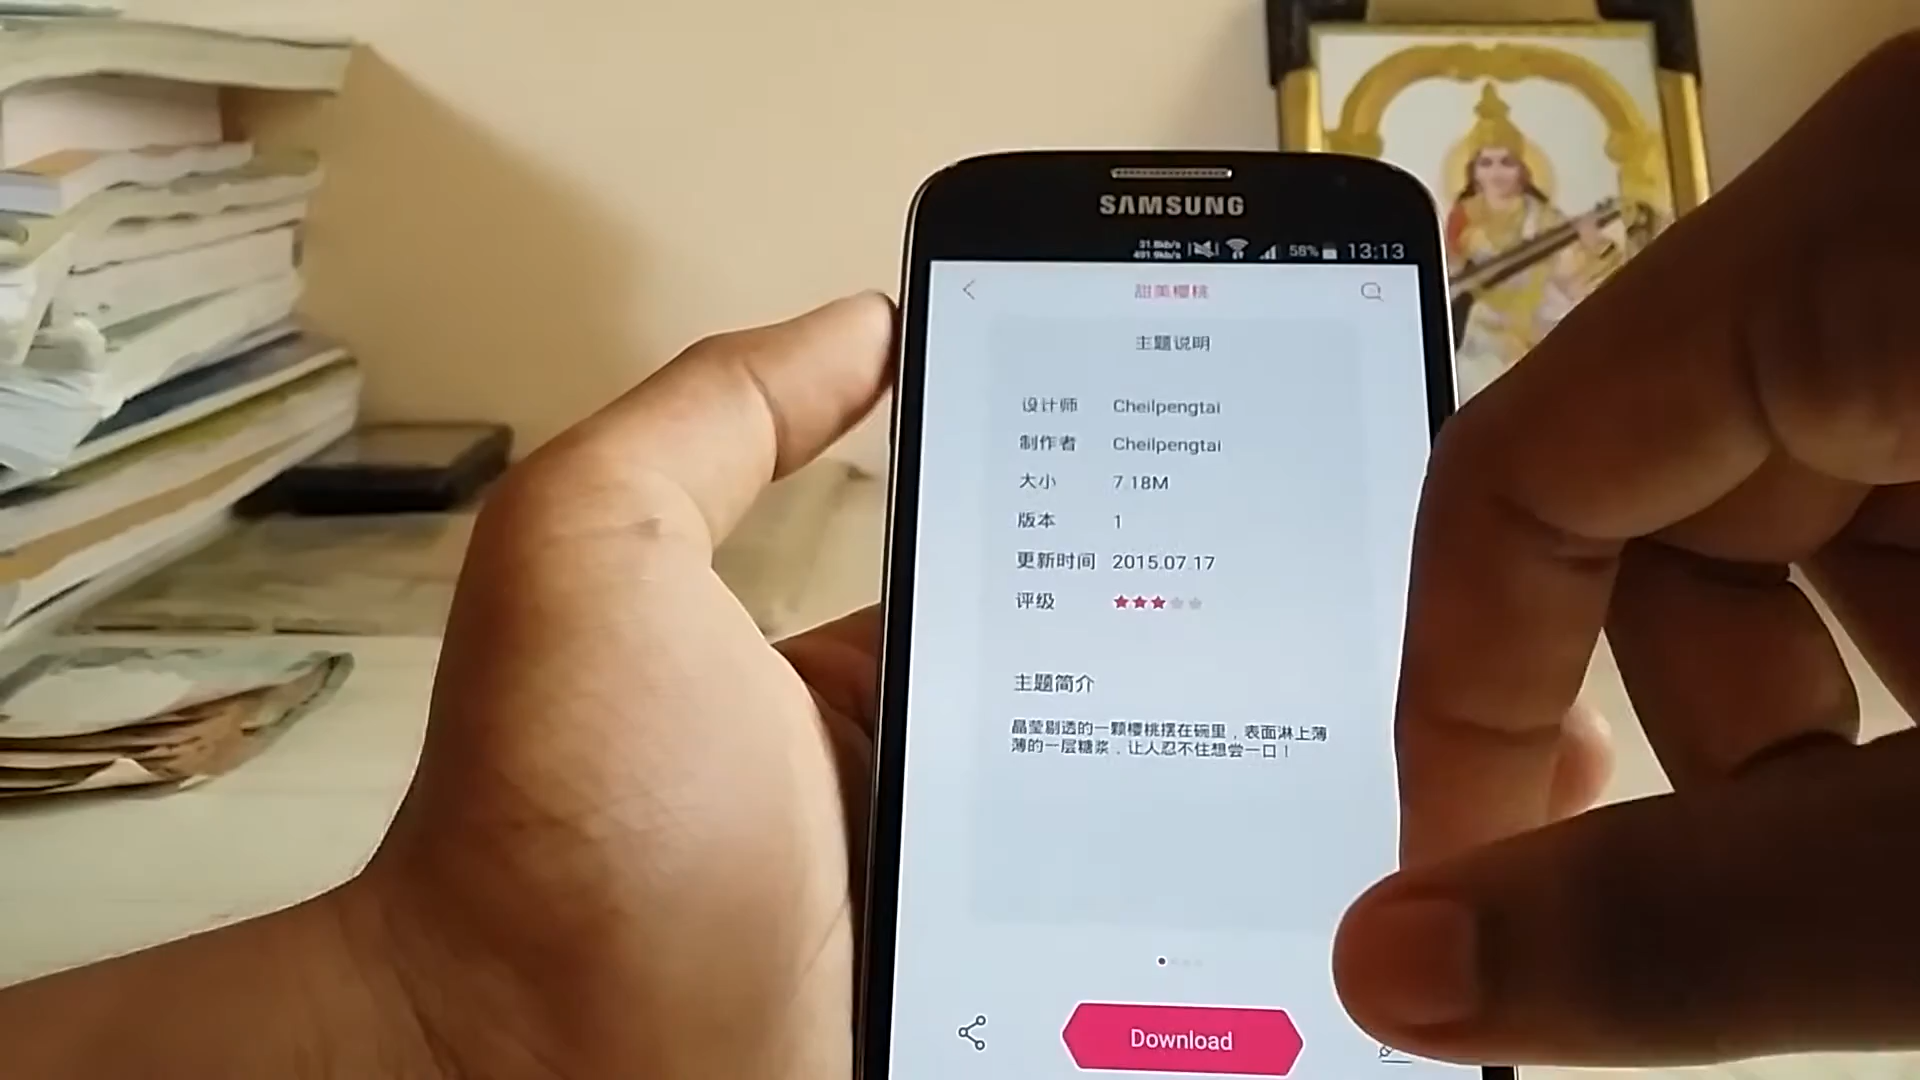 SAMSUNG
58% 13:13
甜美樱桃
主题说明
设计师 Cheilpengtai
制作者 Cheilpengtai
大小 7.18M
版本 1
更新时间 2015.07.17
评级
主题简介
晶莹剔透的一颗樱桃摆在碗里，表面淋上薄
薄的一层糖浆，让人忍不住想尝一口！
Download